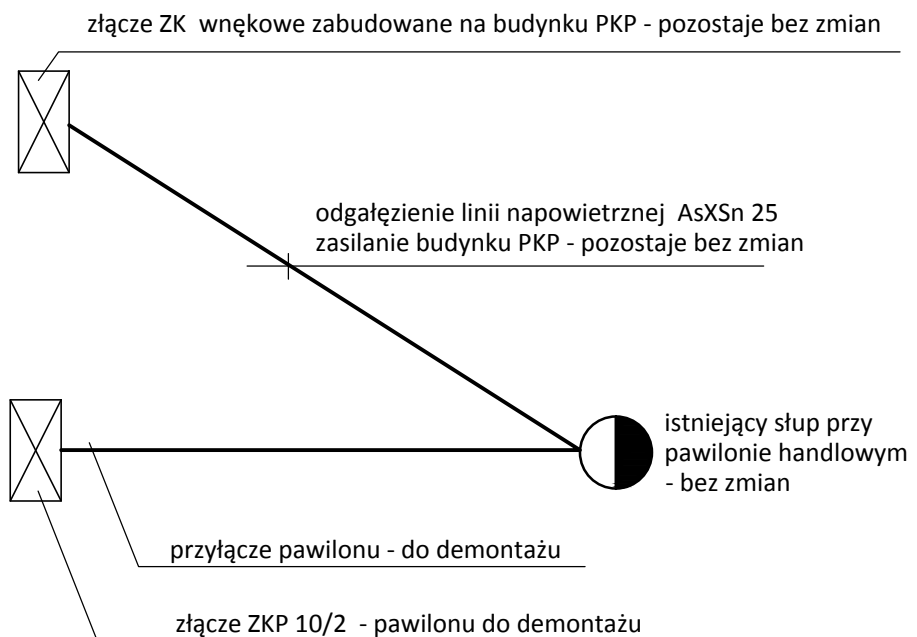 złącze ZK wnękowe zabudowane na budynku PKP - pozostaje bez zmian
odgałęzienie linii napowietrznej AsXSn 25
zasilanie budynku PKP - pozostaje bez zmian
istniejący słup przy
pawilonie handlowym
- bez zmian
przyłącze pawilonu - do demontażu
złącze ZKP 10/2 - pawilonu do demontażu